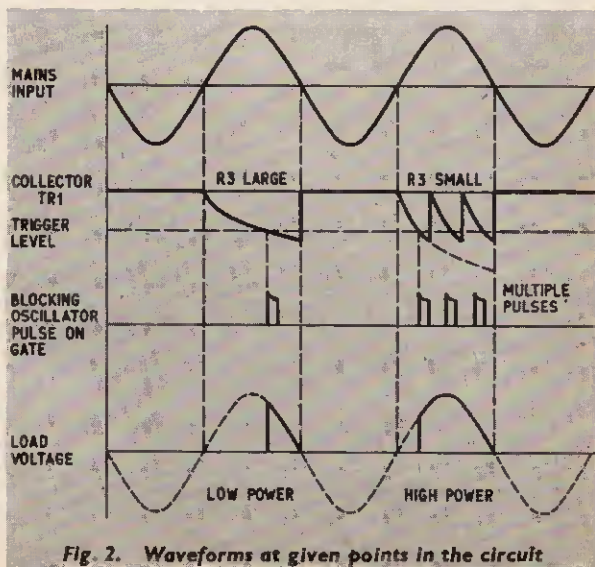 MAINS
INPUT
COLLECTOR
TR1
R3 LARGE
R3 SMALL
TRIGGER
LEVEL
BLOCKING
OSCILLATOR
PULSE ON
GATE
MULTIPLE
PULSES
LOAD
VOLTAGE
LOW POWER
HIGH POWER
Fig. 2. Waveforms at given points in the circuit